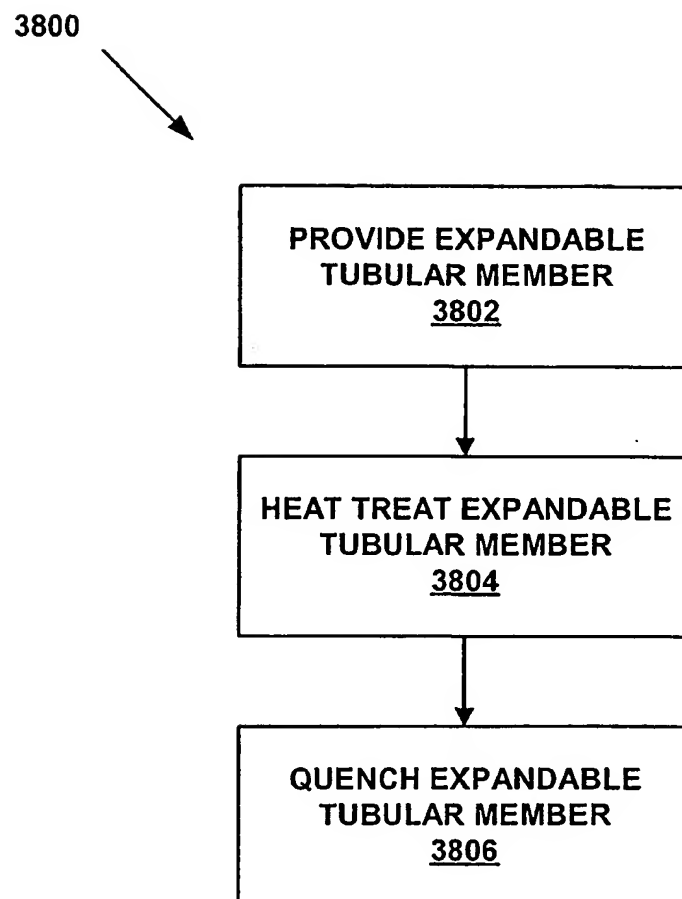 3800
PROVIDE EXPANDABLE
TUBULAR MEMBER
3802
HEAT TREAT EXPANDABLE
TUBULAR MEMBER
3804
QUENCH EXPANDABLE
TUBULAR MEMBER
3806